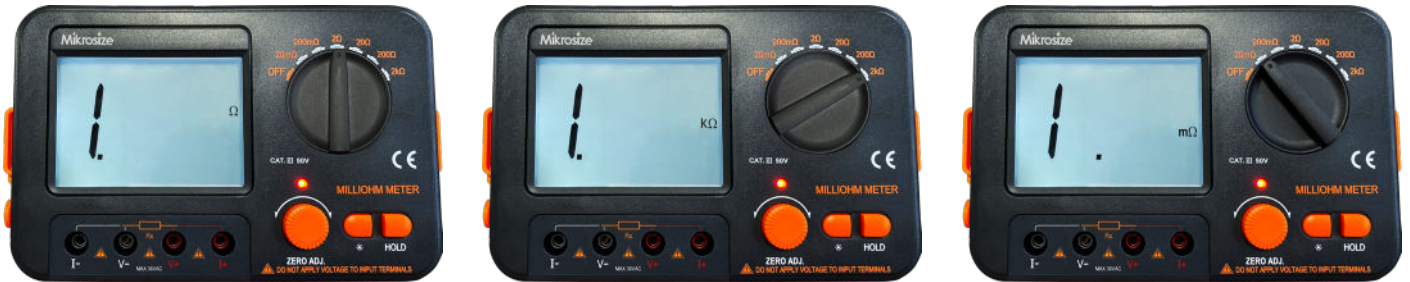 Mikrosize
OFF 20mΩ 200mΩ 2Ω 20Ω 200Ω 2kΩ
1. Ω
CAT. III 50V
CE
MILLIOHM METER
Rx
I- V- V+ I+
MAX 30VAC
☀ HOLD
ZERO ADJ.
DO NOT APPLY VOLTAGE TO INPUT TERMINALS
Mikrosize
OFF 20mΩ 200mΩ 2Ω 20Ω 200Ω 2kΩ
1. KΩ
CAT. III 50V
CE
MILLIOHM METER
Rx
I- V- V+ I+
MAX 30VAC
☀ HOLD
ZERO ADJ.
DO NOT APPLY VOLTAGE TO INPUT TERMINALS
Mikrosize
OFF 20mΩ 200mΩ 2Ω 20Ω 200Ω 2kΩ
1 . mΩ
CAT. III 50V
CE
MILLIOHM METER
Rx
I- V- V+ I+
MAX 30VAC
☀ HOLD
ZERO ADJ.
DO NOT APPLY VOLTAGE TO INPUT TERMINALS